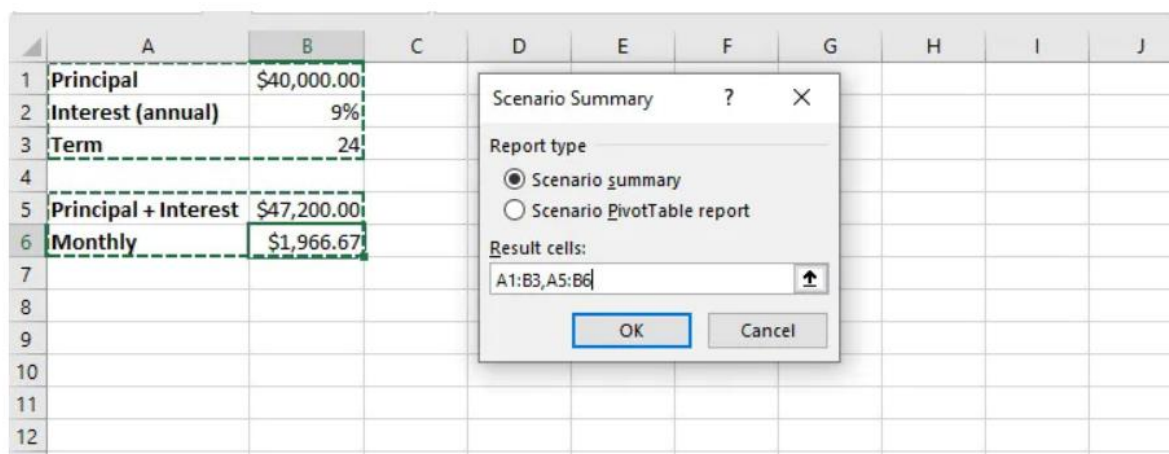 A B C D E F G H I J
1 Principal $40,000.00
2 Interest (annual) 9%
3 Term 24
4
5 Principal + Interest $47,200.00
6 Monthly $1,966.67
7
8
9
10
11
12
Scenario Summary ? ×
Report type
Scenario summary
Scenario PivotTable report
Result cells:
A1:B3,A5:B6
OK Cancel